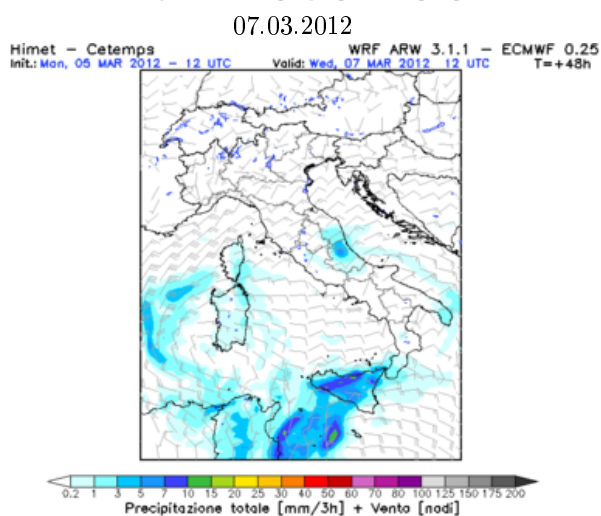 07.03.2012
Himet – Cetemps WRF ARW 3.1.1 – ECMWF 0.25
Init.: Mon, 05 MAR 2012 – 12 UTC Valid: Wed, 07 MAR 2012 12 UTC T=+48h
0.2 1 3 5 7 10 15 20 25 30 40 50 60 70 80 100 125 150 175 200
Precipitazione totale [mm/3h] + Vento [nodi]